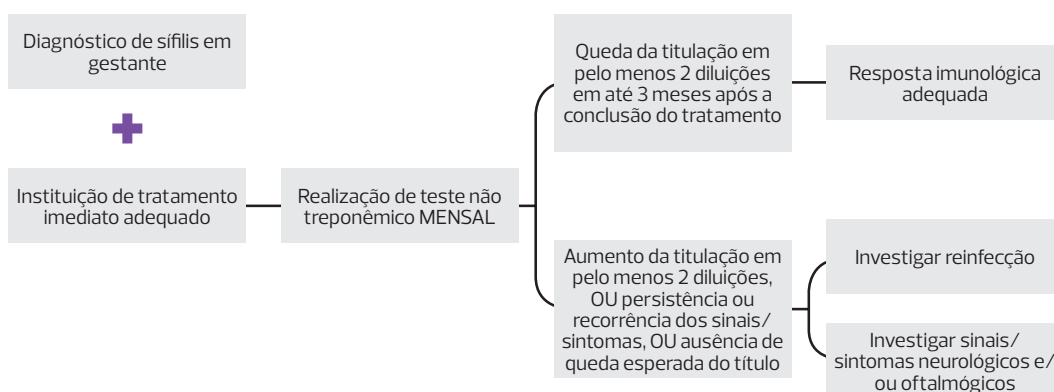 Diagnóstico de sífilis em
gestante
Instituição de tratamento
imediato adequado
Realização de teste não
treponêmico MENSAL
Queda da titulação em
pelo menos 2 diluições
em até 3 meses após a
conclusão do tratamento
Resposta imunológica
adequada
Aumento da titulação em
pelo menos 2 diluições,
OU persistência ou
recorrência dos sinais/
sintomas, OU ausência de
queda esperada do título
Investigar reinfecção
Investigar sinais/
sintomas neurológicos e/
ou oftalmógicos